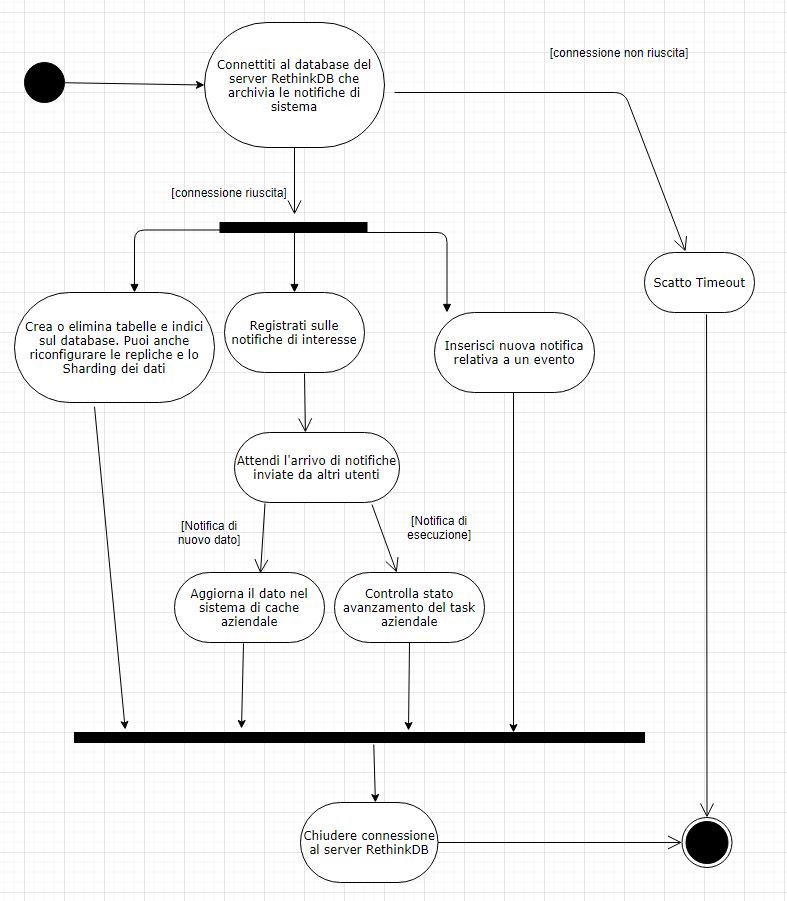 Connettiti al database del
server RethinkDB che
archivia le notifiche di
sistema
[connessione non riuscita]
[connessione riuscita]
Scatto Timeout
Crea o elimina tabelle e indici
sul database. Puoi anche
riconfigurare le repliche e lo
Sharding dei dati
Registrati sulle
notifiche di interesse
Inserisci nuova notifica
relativa a un evento
Attendi l'arrivo di notifiche
inviate da altri utenti
[Notifica di
nuovo dato]
[Notifica di
esecuzione]
Aggiorna il dato nel
sistema di cache
aziendale
Controlla stato
avanzamento del task
aziendale
Chiudere connessione
al server RethinkDB